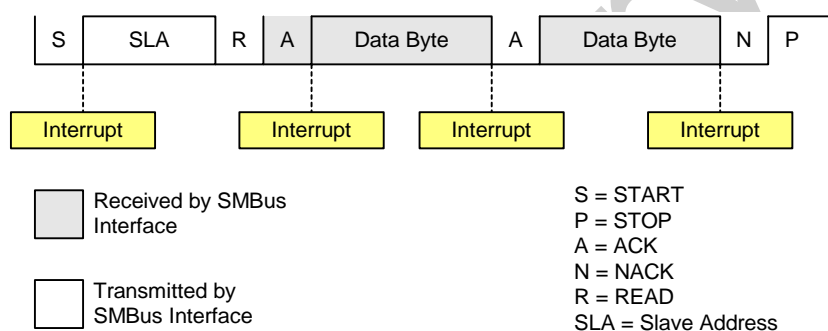 S SLA R A Data Byte A Data Byte N P
Interrupt Interrupt Interrupt Interrupt
Received by SMBus
Interface
Transmitted by
SMBus Interface
S = START
P = STOP
A = ACK
N = NACK
R = READ
SLA = Slave Address